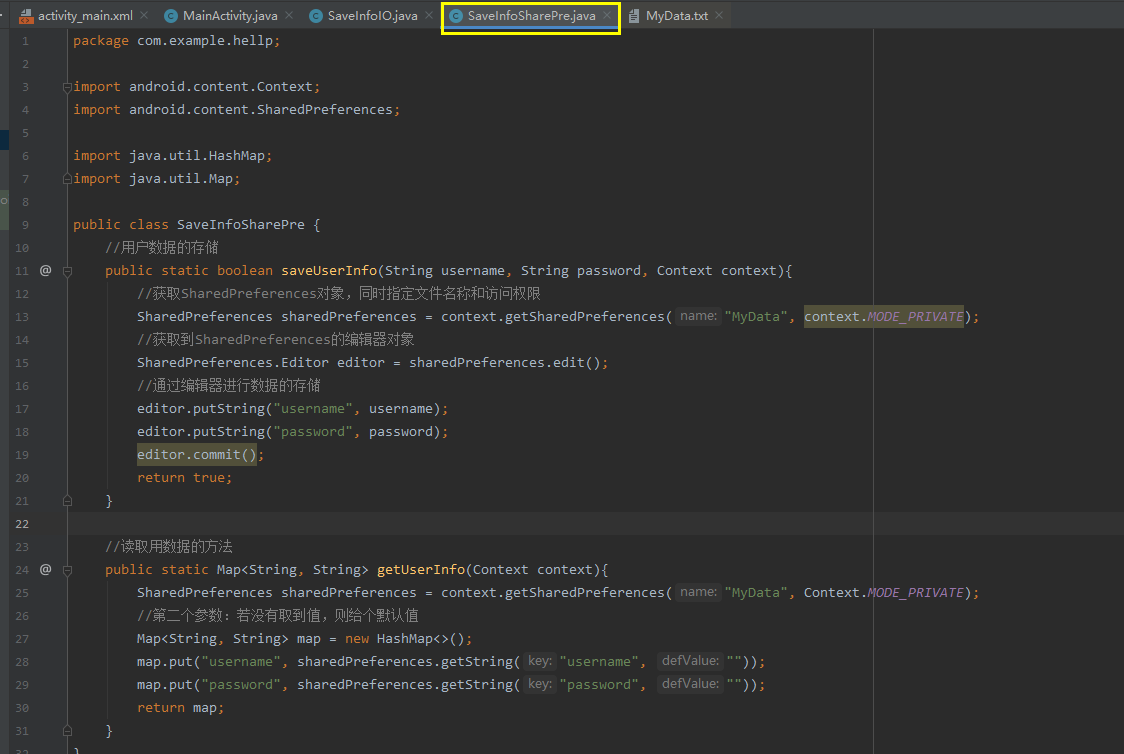 activity_main.xml MainActivity.java SaveInfoIO.java SaveInfoSharePre.java MyData.txt
1 package com.example.hellp;
2
3 import android.content.Context;
4 import android.content.SharedPreferences;
5
6 import java.util.HashMap;
7 import java.util.Map;
8
9 public class SaveInfoSharePre {
10 //用户数据的存储
11 @ public static boolean saveUserInfo(String username, String password, Context context){
12 //获取SharedPreferences对象，同时指定文件名称和访问权限
13 SharedPreferences sharedPreferences = context.getSharedPreferences( name: "MyData", context.MODE_PRIVATE);
14 //获取到SharedPreferences的编辑器对象
15 SharedPreferences.Editor editor = sharedPreferences.edit();
16 //通过编辑器进行数据的存储
17 editor.putString("username", username);
18 editor.putString("password", password);
19 editor.commit();
20 return true;
21 }
22
23 //读取用数据的方法
24 @ public static Map<String, String> getUserInfo(Context context){
25 SharedPreferences sharedPreferences = context.getSharedPreferences( name: "MyData", Context.MODE_PRIVATE);
26 //第二个参数：若没有取到值，则给个默认值
27 Map<String, String> map = new HashMap<>();
28 map.put("username", sharedPreferences.getString( key: "username", defValue: ""));
29 map.put("password", sharedPreferences.getString( key: "password", defValue: ""));
30 return map;
31 }
32 }